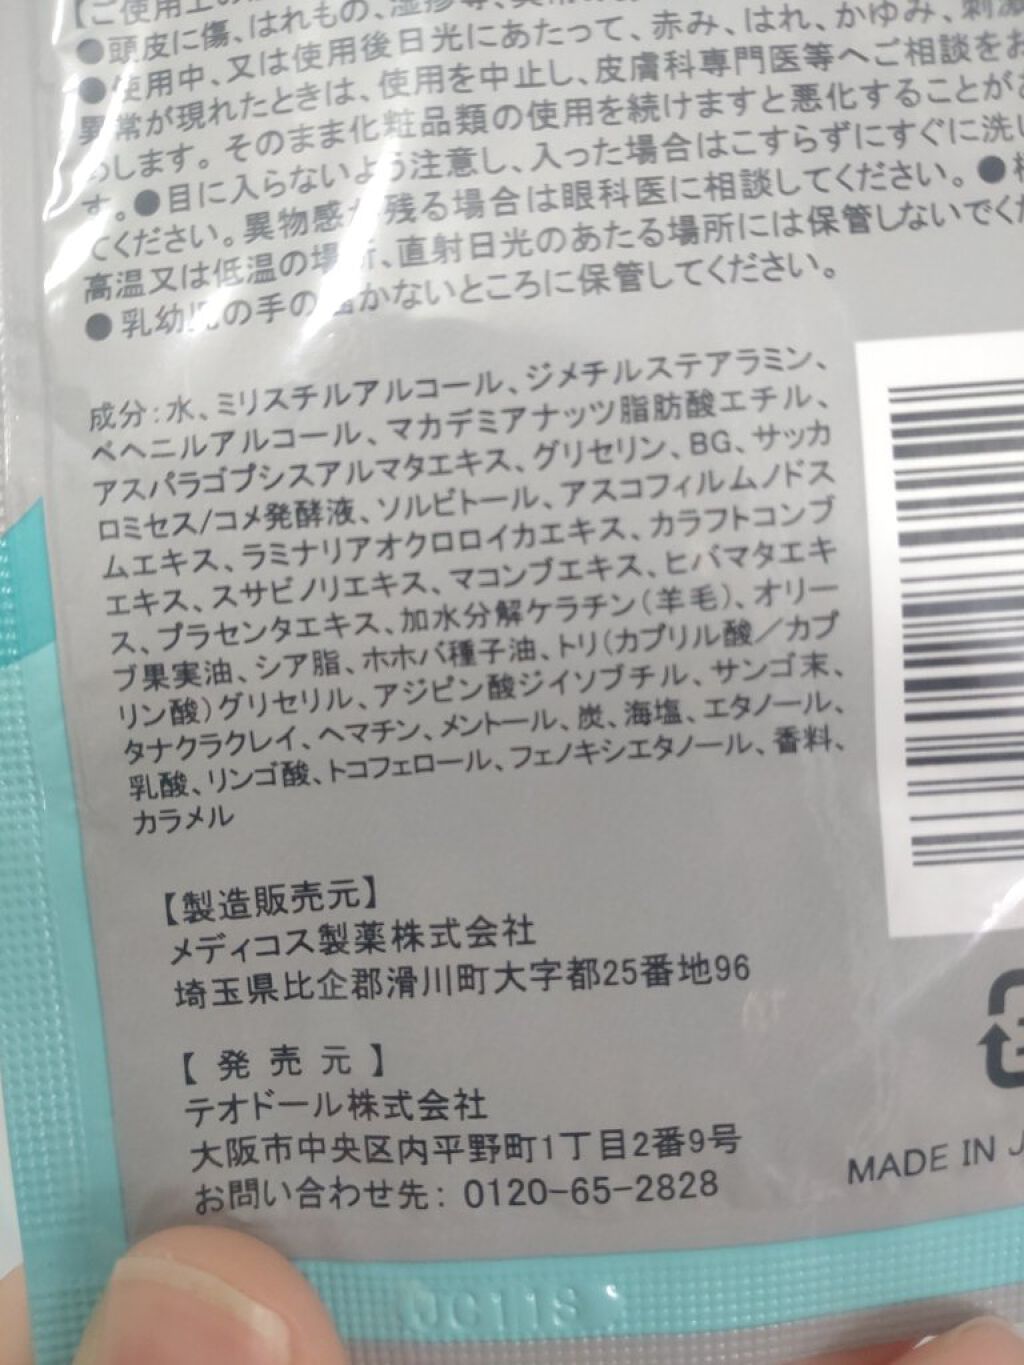 ●頭皮に傷、はれもの、湿疹等、
●使用中、又は使用後日光にあたって、赤み、はれ、かゆみ、刺激
異常が現れたときは、使用を中止し、皮膚科専門医等へご相談をお
めします。そのまま化粧品類の使用を続けますと悪化することがあ
す。●目に入らないよう注意し、入った場合はこすらずにすぐに洗い
てください。異物感が残る場合は眼科医に相談してください。●
高温又は低温の場所、直射日光のあたる場所には保管しないでくだ
●乳幼児の手の届かないところに保管してください。
成分：水、ミリスチルアルコール、ジメチルステアラミン、
ベヘニルアルコール、マカデミアナッツ脂肪酸エチル、
アスパラゴプシスアルマタエキス、グリセリン、BG、サッカ
ロミセス/コメ発酵液、ソルビトール、アスコフィルムノドス
ムエキス、ラミナリアオクロロイカエキス、カラフトコンブ
エキス、スサビノリエキス、マコンブエキス、ヒバマタエキ
ス、プラセンタエキス、加水分解ケラチン(羊毛)、オリー
ブ果実油、シア脂、ホホバ種子油、トリ(カプリル酸／カプ
リン酸)グリセリル、アジピン酸ジイソブチル、サンゴ末、
タナクラクレイ、ヘマチン、メントール、炭、海塩、エタノール、
乳酸、リンゴ酸、トコフェロール、フェノキシエタノール、香料、
カラメル
【製造販売元】
メディコス製薬株式会社
埼玉県比企郡滑川町大字都25番地96
【発売元】
テオドール株式会社
大阪市中央区内平野町1丁目2番9号
お問い合わせ先：0120-65-2828
MADE IN J
JC11S